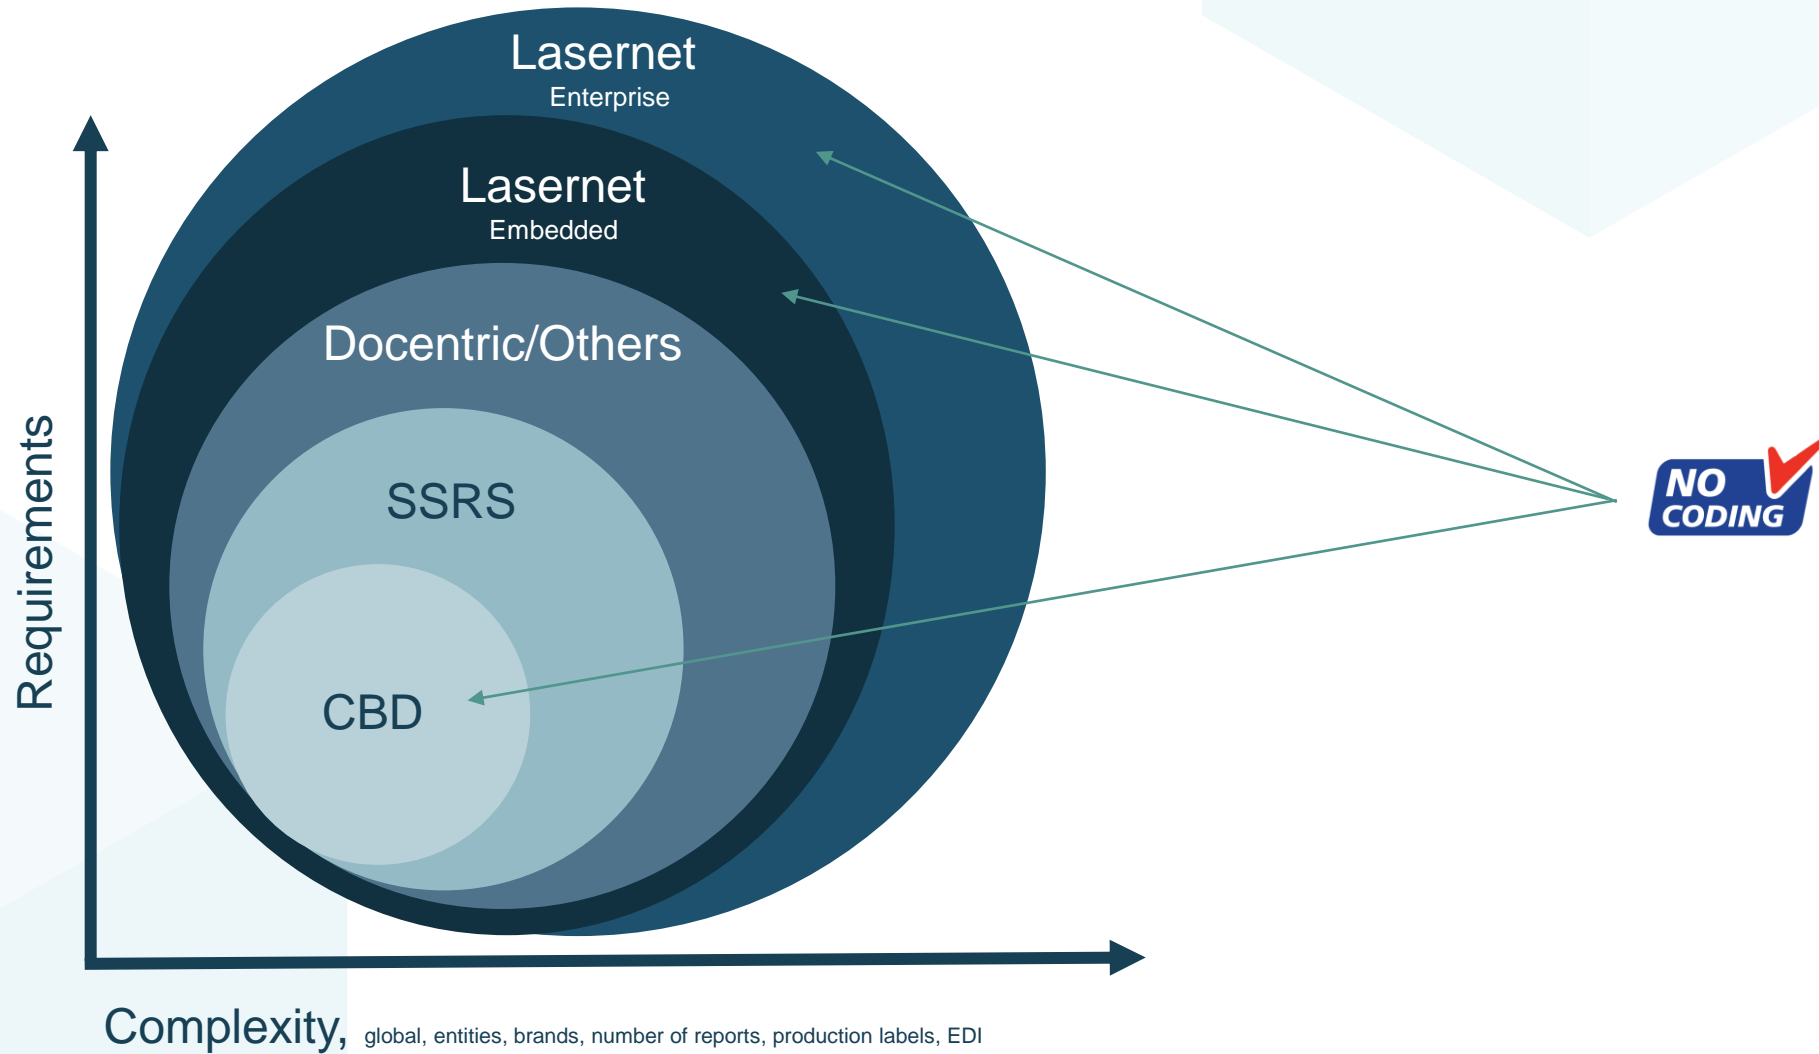 Lasernet
Enterprise
Lasernet
Embedded
Docentric/Others
SSRS
CBD
Requirements
NO
CODING
Complexity, global, entities, brands, number of reports, production labels, EDI